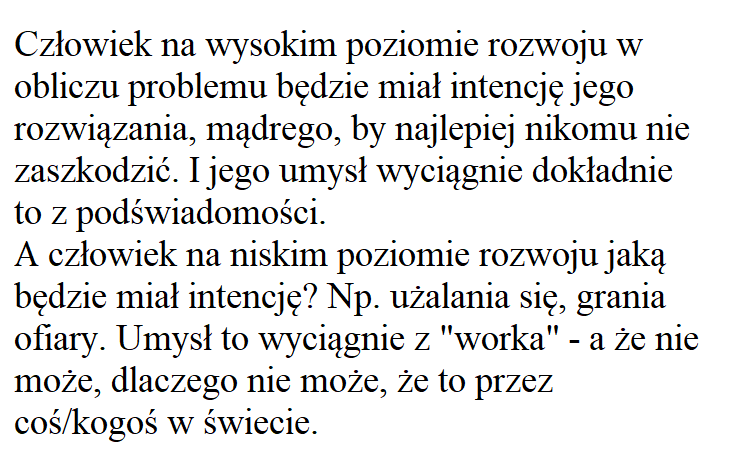 Człowiek na wysokim poziomie rozwoju w
obliczu problemu będzie miał intencję jego
rozwiązania, mądrego, by najlepiej nikomu nie
zaszkodzić. I jego umysł wyciągnie dokładnie
to z podświadomości.
A człowiek na niskim poziomie rozwoju jaką
będzie miał intencję? Np. użalania się, grania
ofiary. Umysł to wyciągnie z "worka" - a że nie
może, dlaczego nie może, że to przez
coś/kogoś w świecie.